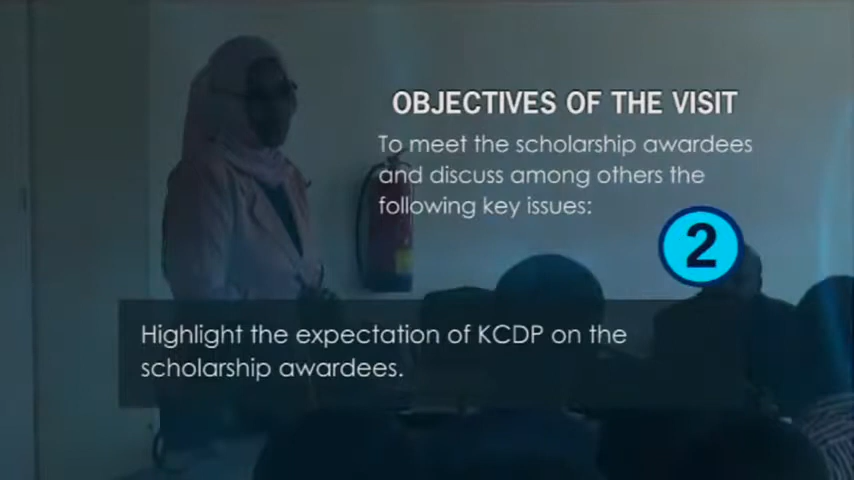 OBJECTIVES OF THE VISIT
To meet the scholarship awardees
and discuss among others the
following key issues:
2
Highlight the expectation of KCDP on the
scholarship awardees.